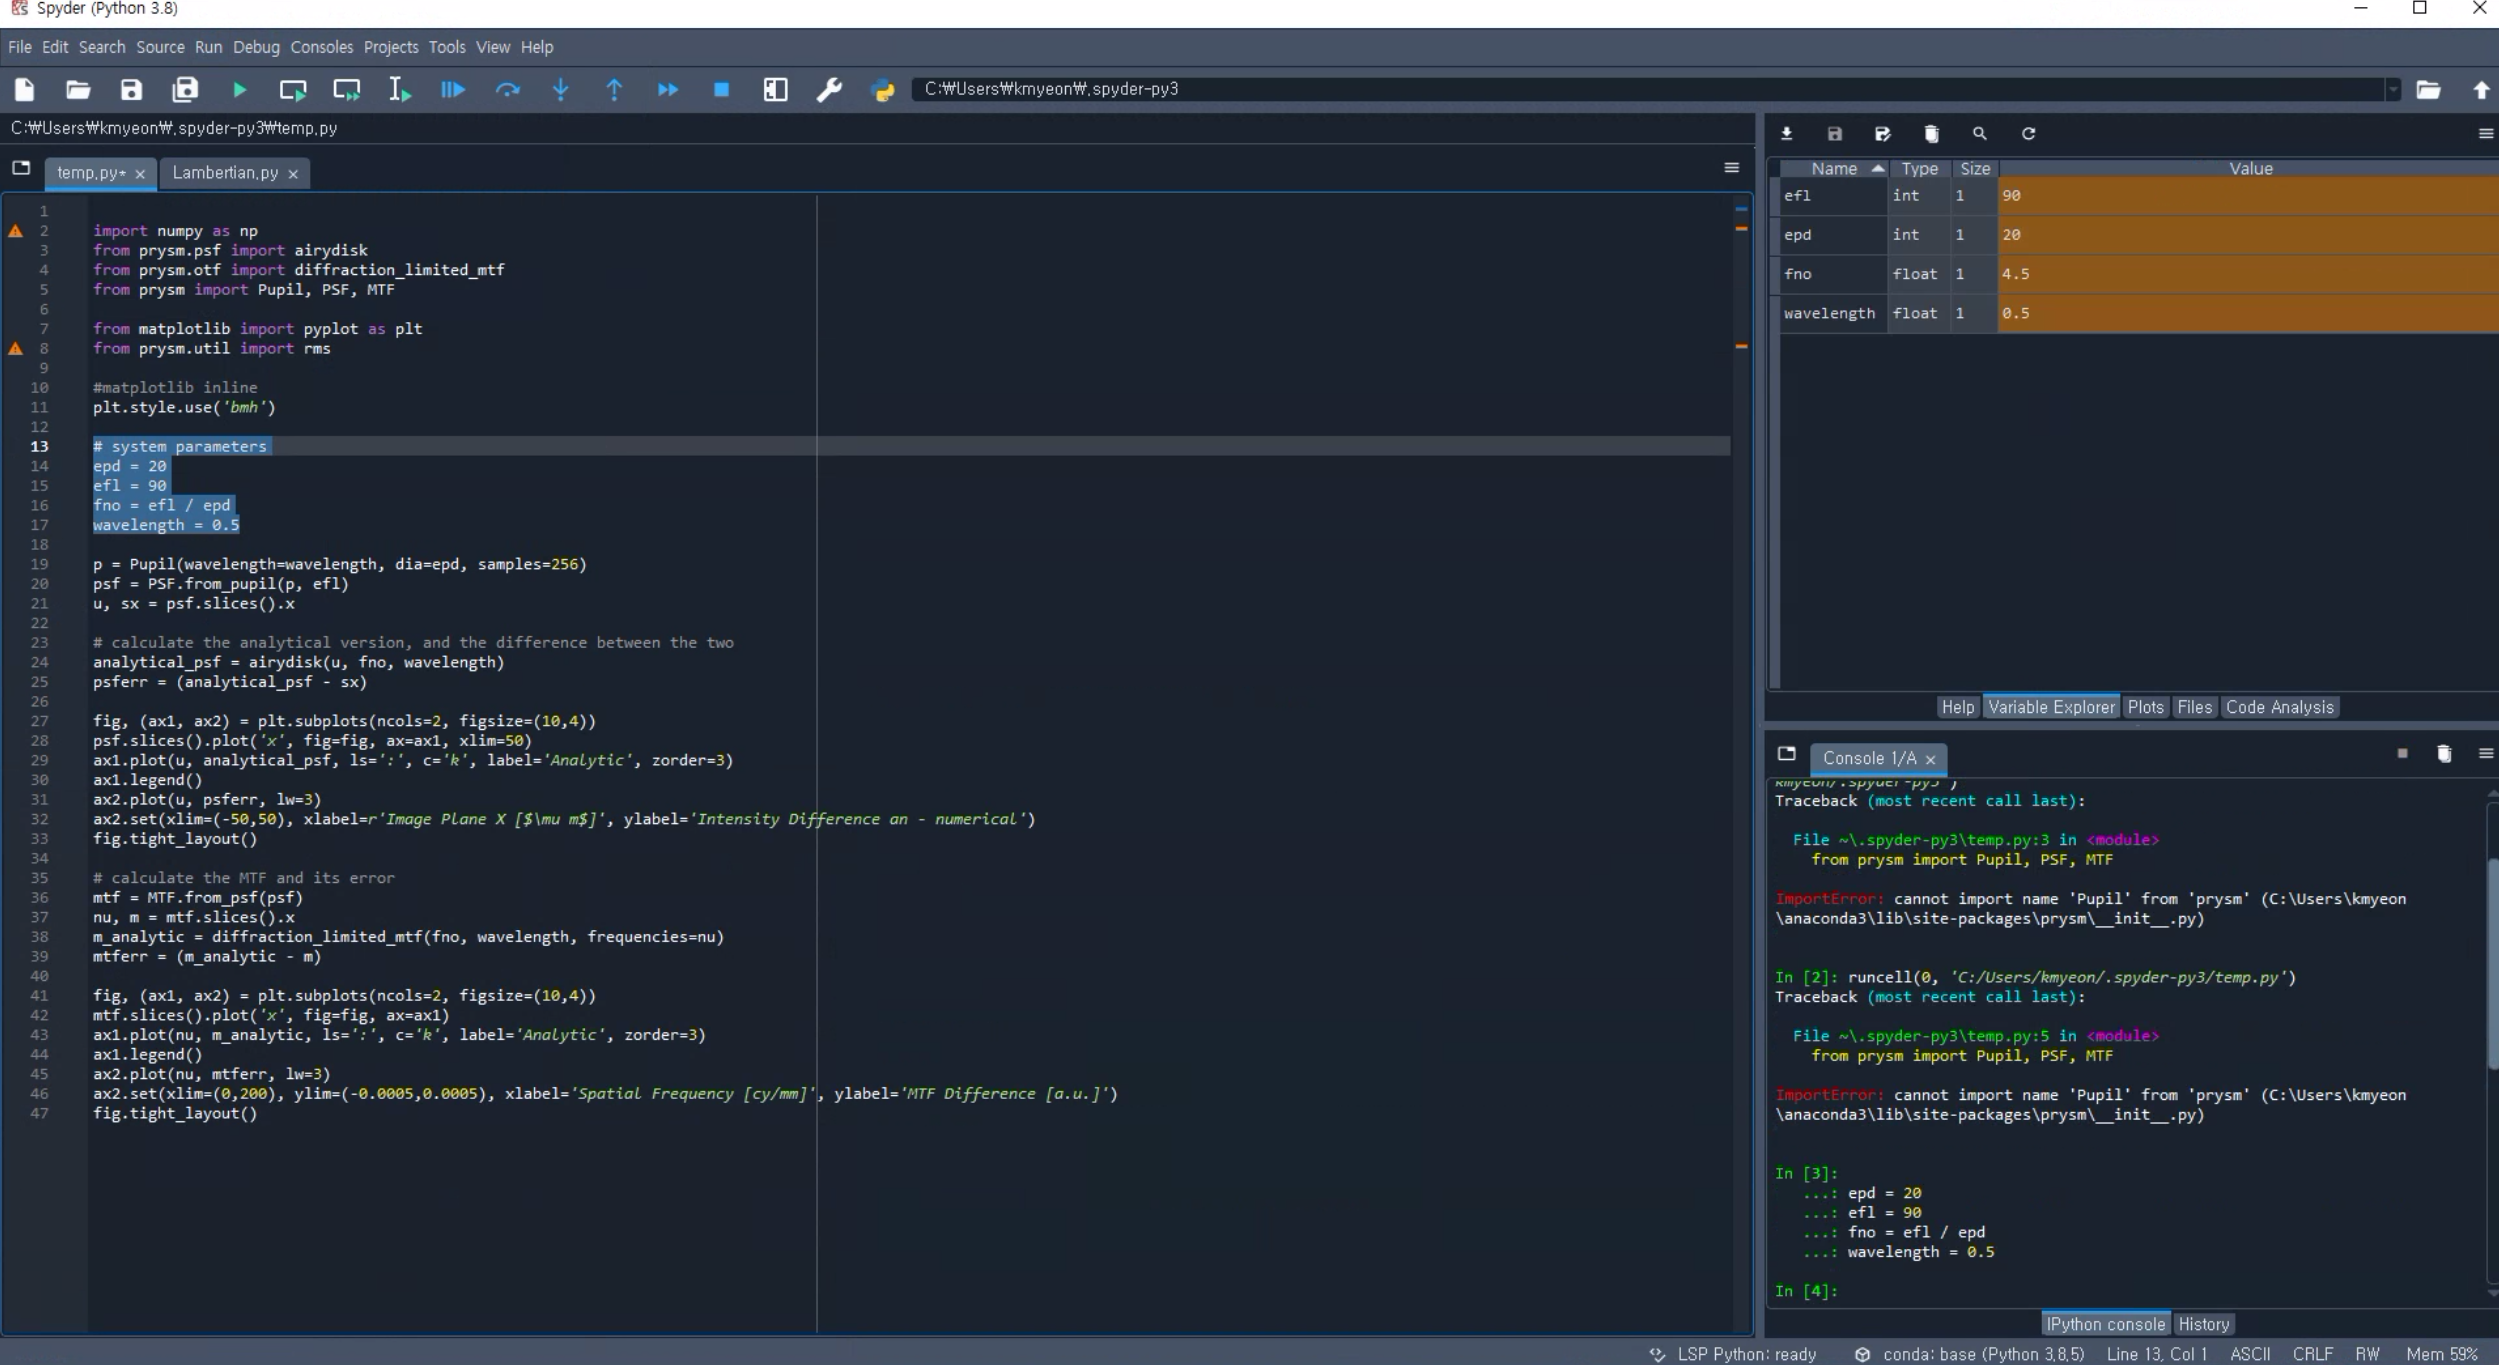 Spyder (Python 3.8)
File Edit Search Source Run Debug Consoles Projects Tools View Help
C:₩Users₩kmyeon₩.spyder-py3
C:₩Users₩kmyeon₩.spyder-py3₩temp.py
temp.py* ×
Lambertian.py ×
1
2 import numpy as np
3 from prysm.psf import airydisk
4 from prysm.otf import diffraction_limited_mtf
5 from prysm import Pupil, PSF, MTF
6
7 from matplotlib import pyplot as plt
8 from prysm.util import rms
9
10 #matplotlib inline
11 plt.style.use('bmh')
12
13 # system parameters
14 epd = 20
15 efl = 90
16 fno = efl / epd
17 wavelength = 0.5
18
19 p = Pupil(wavelength=wavelength, dia=epd, samples=256)
20 psf = PSF.from_pupil(p, efl)
21 u, sx = psf.slices().x
22
23 # calculate the analytical version, and the difference between the two
24 analytical_psf = airydisk(u, fno, wavelength)
25 psferr = (analytical_psf - sx)
26
27 fig, (ax1, ax2) = plt.subplots(ncols=2, figsize=(10,4))
28 psf.slices().plot('x', fig=fig, ax=ax1, xlim=50)
29 ax1.plot(u, analytical_psf, ls=':', c='k', label='Analytic', zorder=3)
30 ax1.legend()
31 ax2.plot(u, psferr, lw=3)
32 ax2.set(xlim=(-50,50), xlabel=r'Image Plane X [$\mu m$]', ylabel='Intensity Difference an - numerical')
33 fig.tight_layout()
34
35 # calculate the MTF and its error
36 mtf = MTF.from_psf(psf)
37 nu, m = mtf.slices().x
38 m_analytic = diffraction_limited_mtf(fno, wavelength, frequencies=nu)
39 mtferr = (m_analytic - m)
40
41 fig, (ax1, ax2) = plt.subplots(ncols=2, figsize=(10,4))
42 mtf.slices().plot('x', fig=fig, ax=ax1)
43 ax1.plot(nu, m_analytic, ls=':', c='k', label='Analytic', zorder=3)
44 ax1.legend()
45 ax2.plot(nu, mtferr, lw=3)
46 ax2.set(xlim=(0,200), ylim=(-0.0005,0.0005), xlabel='Spatial Frequency [cy/mm]', ylabel='MTF Difference [a.u.]')
47 fig.tight_layout()
Name Type Size Value
efl int 1 90
epd int 1 20
fno float 1 4.5
wavelength float 1 0.5
Help Variable Explorer Plots Files Code Analysis
Console 1/A ×
kmyeon/.spyder-py3')
Traceback (most recent call last):
File ~\.spyder-py3\temp.py:3 in <module>
from prysm import Pupil, PSF, MTF
ImportError: cannot import name 'Pupil' from 'prysm' (C:\Users\kmyeon
\anaconda3\lib\site-packages\prysm\__init__.py)
In [2]: runcell(0, 'C:/Users/kmyeon/.spyder-py3/temp.py')
Traceback (most recent call last):
File ~\.spyder-py3\temp.py:5 in <module>
from prysm import Pupil, PSF, MTF
ImportError: cannot import name 'Pupil' from 'prysm' (C:\Users\kmyeon
\anaconda3\lib\site-packages\prysm\__init__.py)
In [3]:
...: epd = 20
...: efl = 90
...: fno = efl / epd
...: wavelength = 0.5
In [4]:
IPython console History
LSP Python: ready conda: base (Python 3.8.5) Line 13, Col 1 ASCII CRLF RW Mem 59%